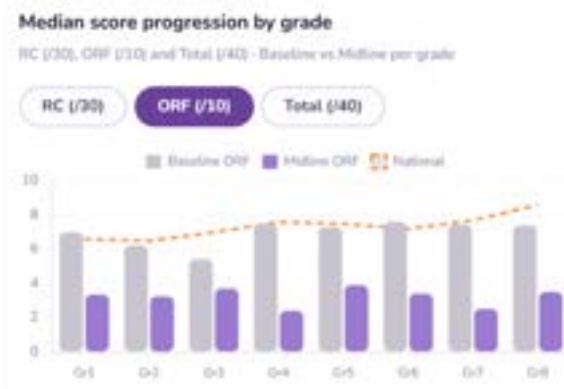 Median score progression by grade
RC (/30), ORF (/10) and Total (/40) - Baseline vs Midline per grade
RC (/30) ORF (/10) Total (/40)
Baseline ORF Midline ORF National
10
8
6
4
2
0
Gr1 Gr2 Gr3 Gr4 Gr5 Gr6 Gr7 Gr8